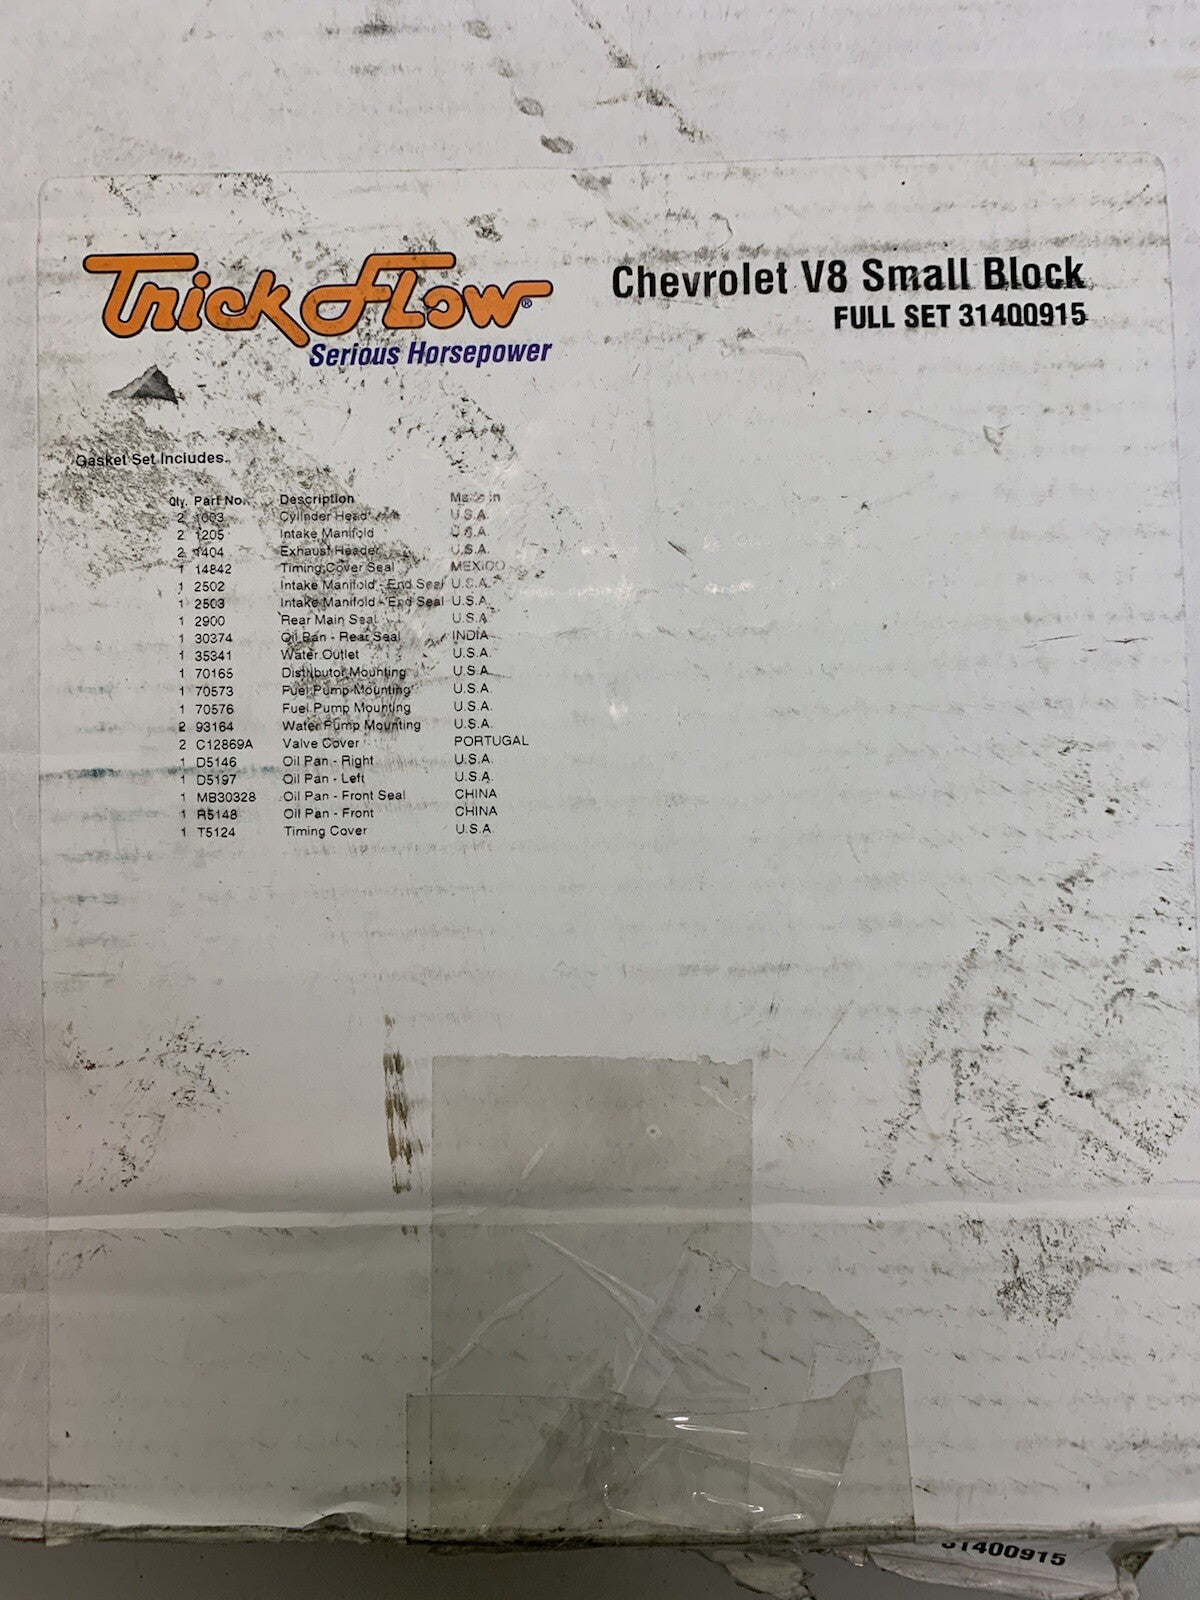 Trick Flow®
Serious Horsepower
Chevrolet V8 Small Block
FULL SET 31400915
Gasket Set Includes.
Qty. Part No. Description Made in
2 1003 Cylinder Head U.S.A.
2 1205 Intake Manifold U.S.A.
2 1404 Exhaust Header U.S.A.
1 14842 Timing Cover Seal MEXICO
1 2502 Intake Manifold - End Seal U.S.A.
1 2503 Intake Manifold - End Seal U.S.A.
1 2900 Rear Main Seal U.S.A.
1 30374 Oil Pan - Rear Seal INDIA
1 35341 Water Outlet U.S.A.
1 70165 Distributor Mounting U.S.A.
1 70573 Fuel Pump Mounting U.S.A.
1 70576 Fuel Pump Mounting U.S.A.
2 93164 Water Pump Mounting U.S.A.
2 C12869A Valve Cover PORTUGAL
1 D5146 Oil Pan - Right U.S.A.
1 D5197 Oil Pan - Left U.S.A.
1 MB30328 Oil Pan - Front Seal CHINA
1 R5148 Oil Pan - Front CHINA
1 T5124 Timing Cover U.S.A.
31400915